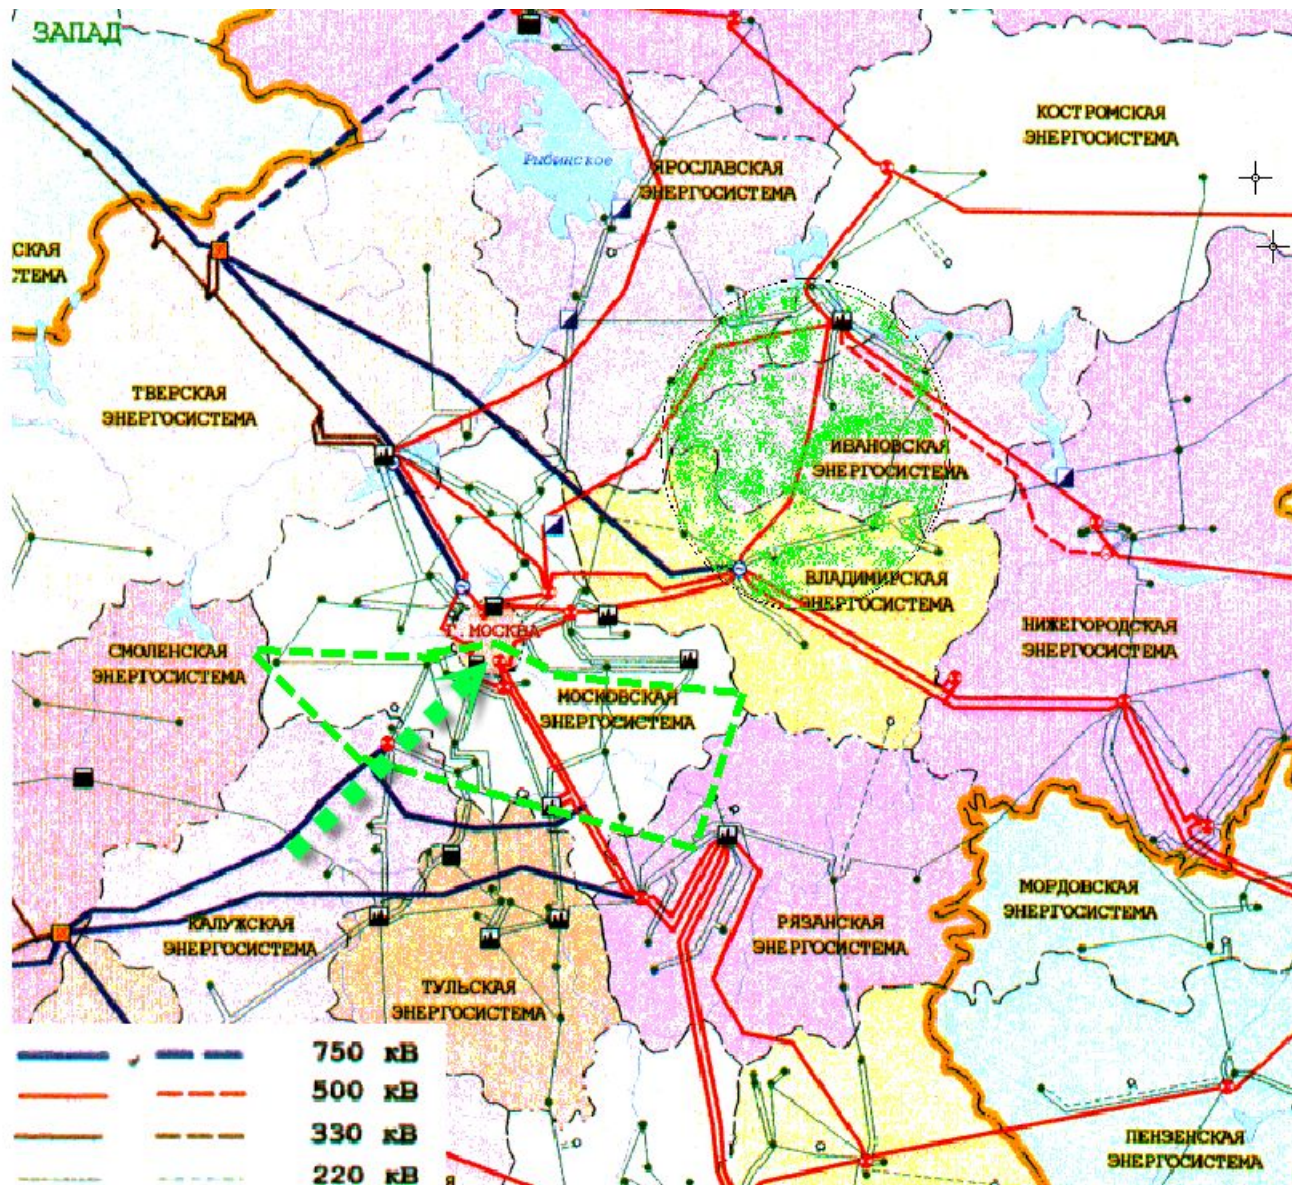 ЗАПАД
КОСТРОМСКАЯ
ЭНЕРГОСИСТЕМА
Рыбинское
ЯРОСЛАВСКАЯ
ЭНЕРГОСИСТЕМА
СКАЯ
ТЕМА
ТВЕРСКАЯ
ЭНЕРГОСИСТЕМА
ИВАНОВСКАЯ
ЭНЕРГОСИСТЕМА
ВЛАДИМИРСКАЯ
ЭНЕРГОСИСТЕМА
Г. МОСКВА
НИЖЕГОРОДСКАЯ
ЭНЕРГОСИСТЕМА
СМОЛЕНСКАЯ
ЭНЕРГОСИСТЕМА
МОСКОВСКАЯ
ЭНЕРГОСИСТЕМА
МОРДОВСКАЯ
ЭНЕРГОСИСТЕМА
КАЛУЖСКАЯ
ЭНЕРГОСИСТЕМА
РЯЗАНСКАЯ
ЭНЕРГОСИСТЕМА
ТУЛЬСКАЯ
ЭНЕРГОСИСТЕМА
750 кВ
500 кВ
330 кВ
220 кВ
ПЕНЗЕНСКАЯ
ЭНЕРГОСИСТЕМА